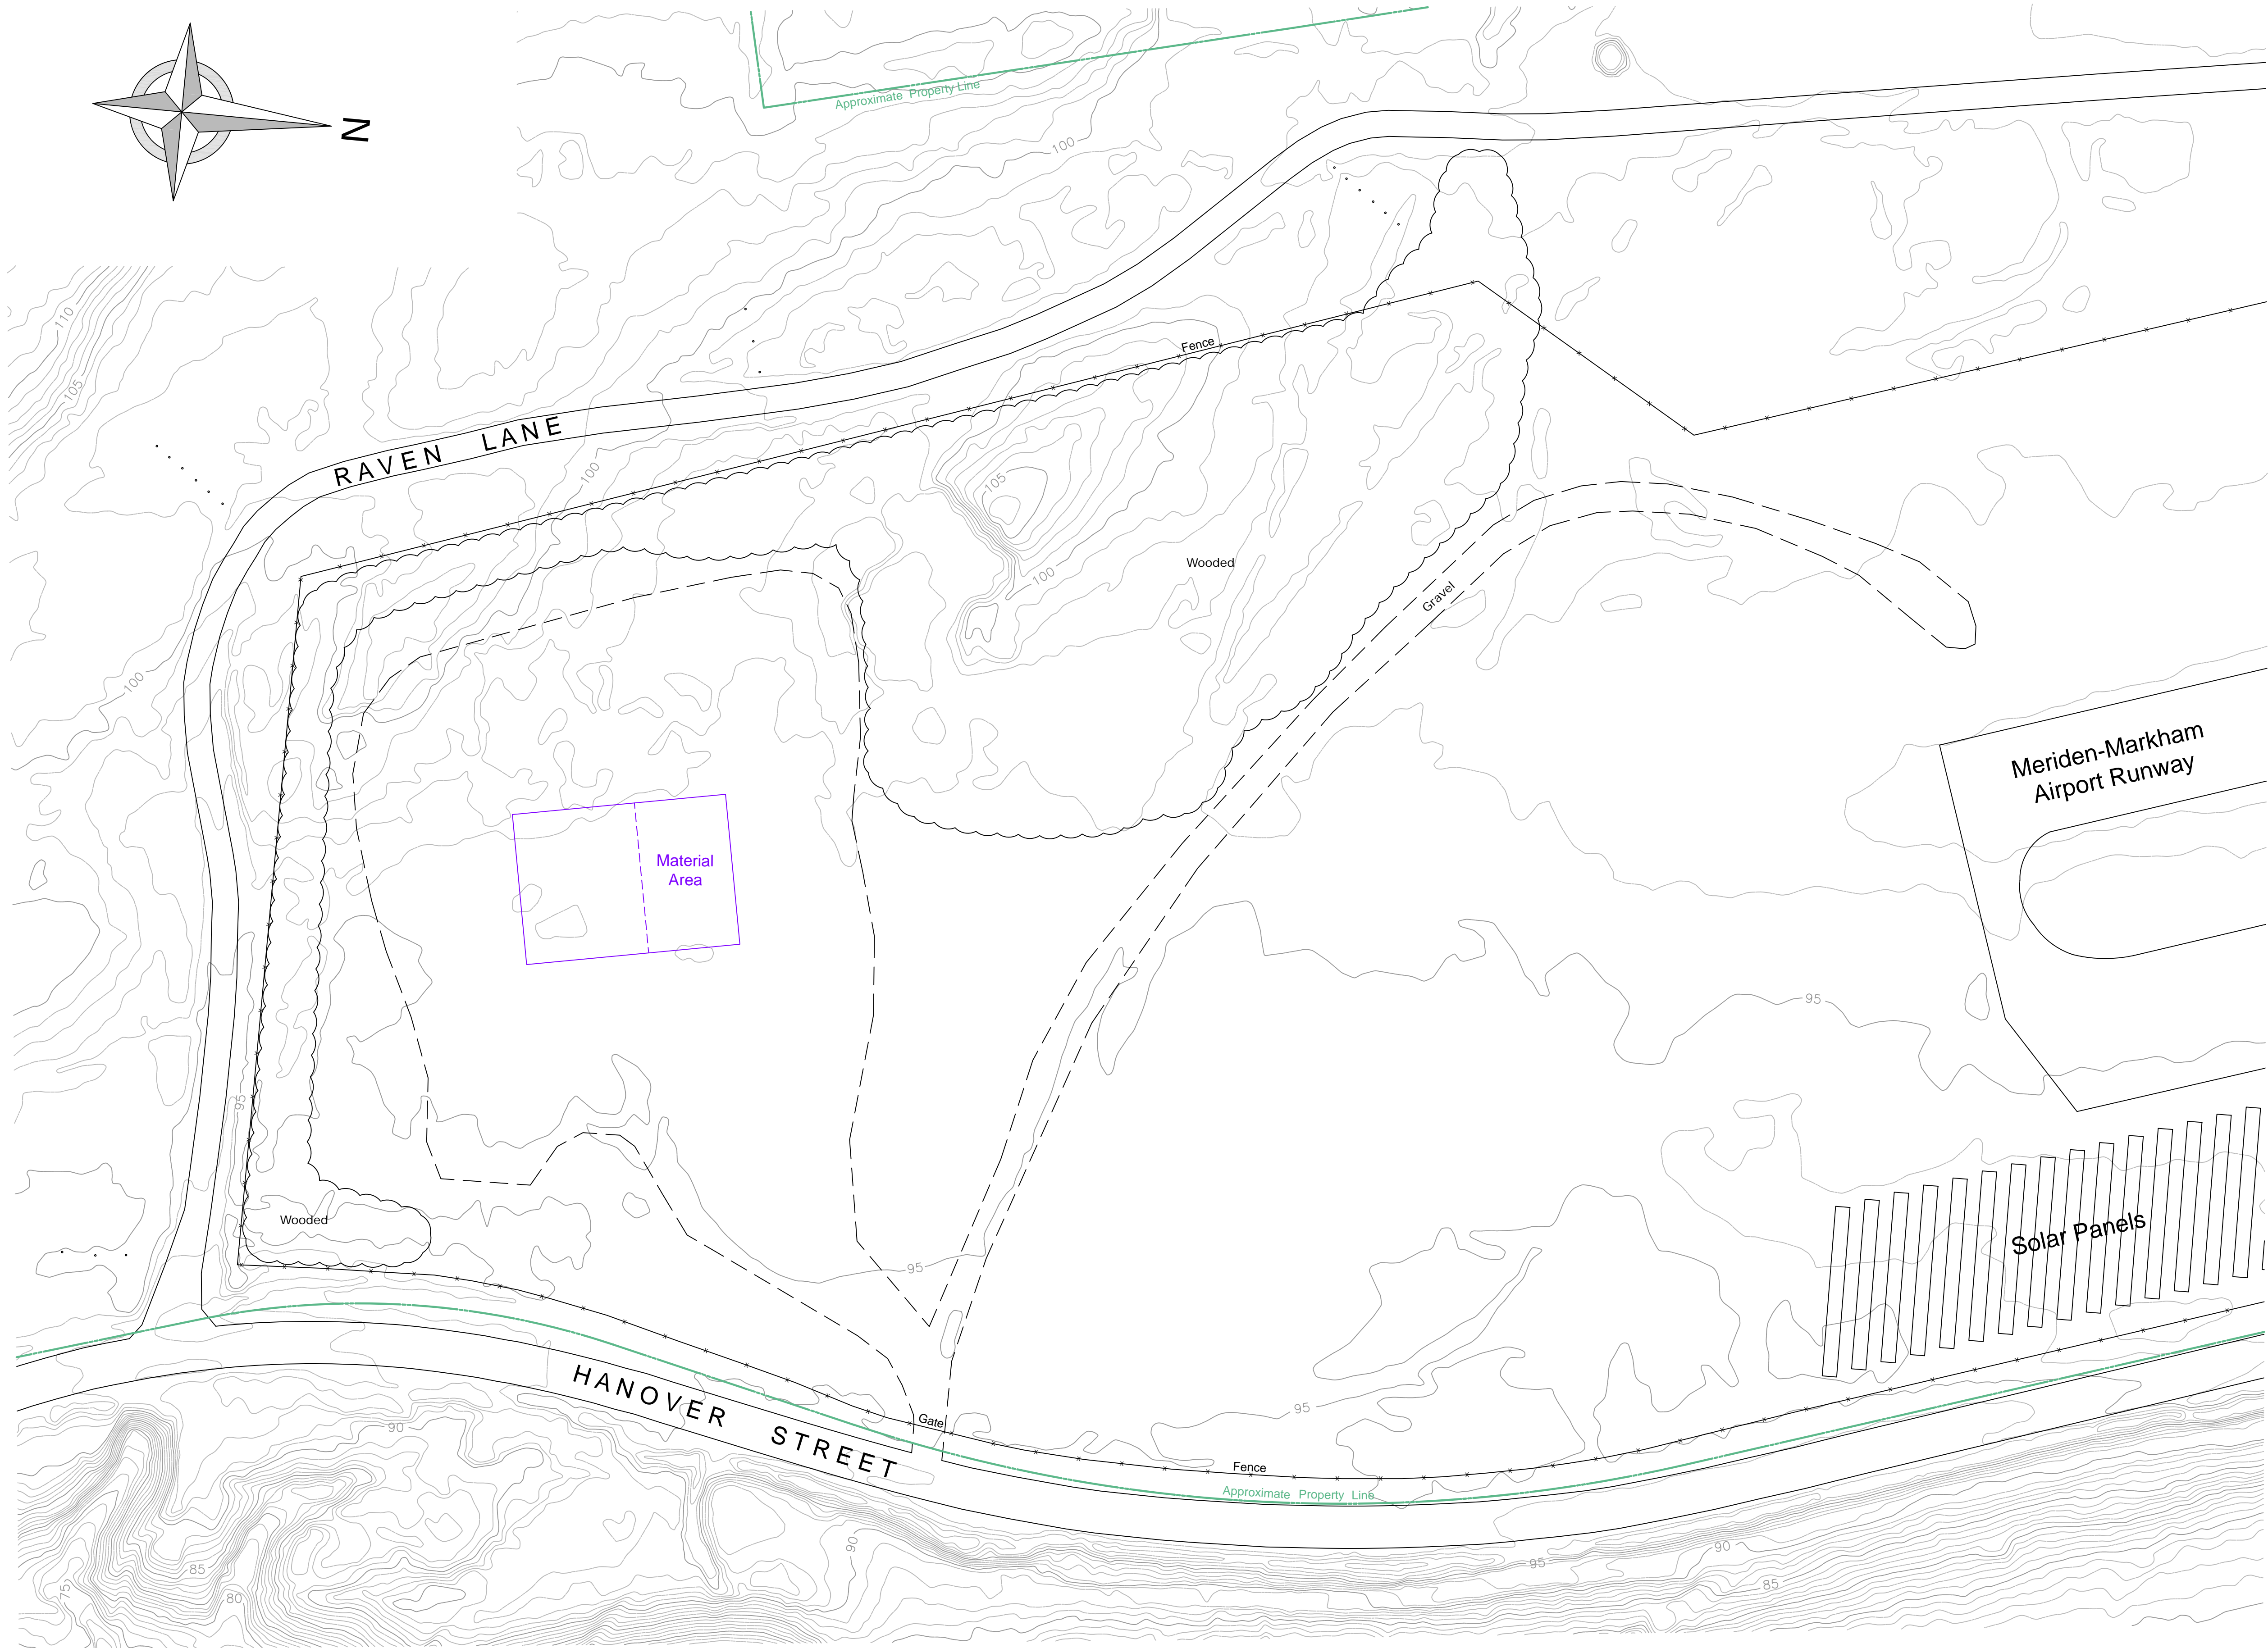 N
Approximate Property Line
100
110
105
RAVEN LANE
100
Fence
105
100
Wooded
Gravel
100
Meriden-Markham
Airport Runway
Material
Area
95
95
Wooded
95
Solar Panels
HANOVER STREET
Gate
95
Fence
Approximate Property Line
90
90
95
90
85
85
80
75